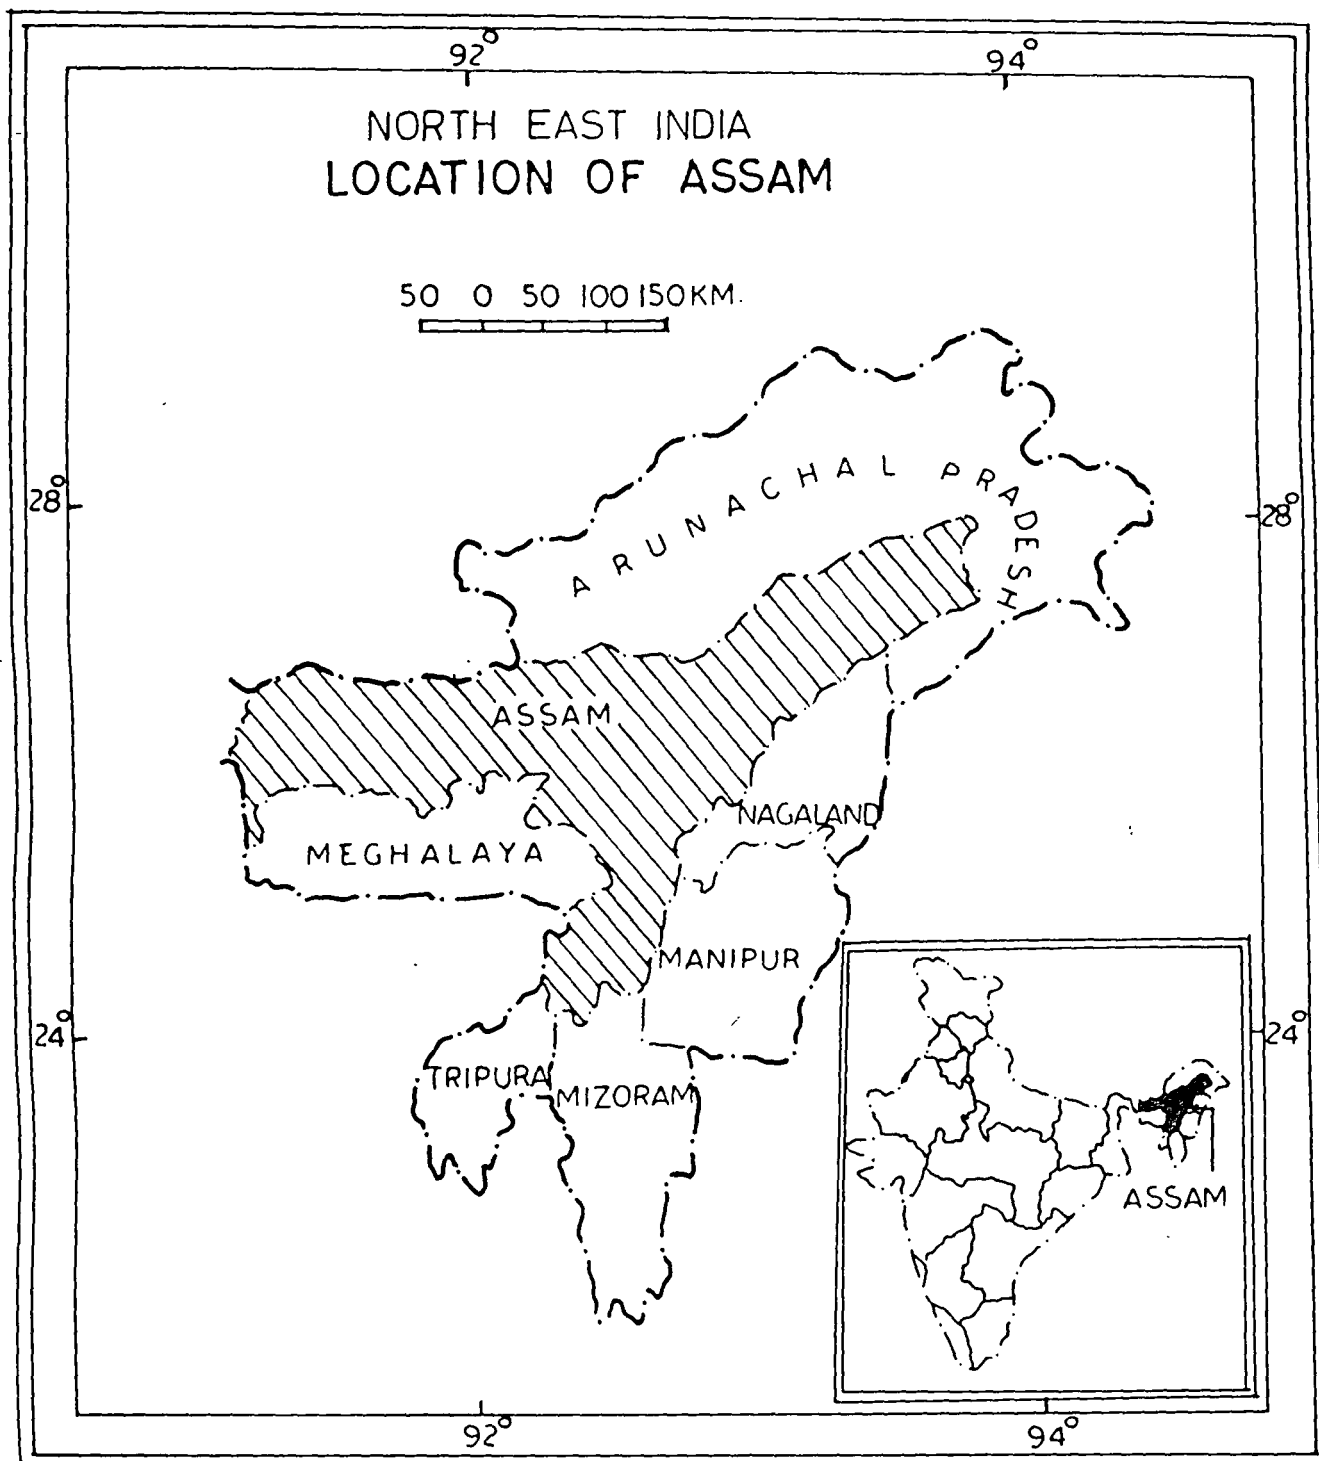 92° 94°
NORTH EAST INDIA
LOCATION OF ASSAM
50 0 50 100 150 KM.
ARUNACHAL PRADESH
28° 28°
ASSAM
NAGALAND
MEGHALAYA
MANIPUR
24° 24°
TRIPURA
MIZORAM
ASSAM
92° 94°